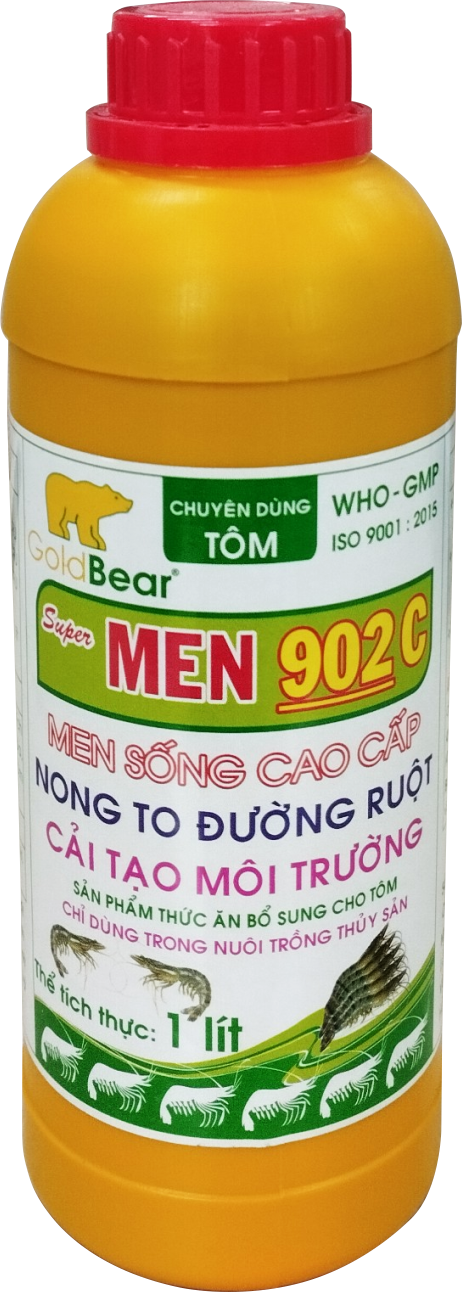 GoldBear®
CHUYÊN DÙNG
TÔM
WHO - GMP
ISO 9001 : 2015
Super MEN 902 C
MEN SỐNG CAO CẤP
NONG TO ĐƯỜNG RUỘT
CẢI TẠO MÔI TRƯỜNG
SẢN PHẨM THỨC ĂN BỔ SUNG CHO TÔM
CHỈ DÙNG TRONG NUÔI TRỒNG THỦY SẢN
Thể tích thực: 1 lít